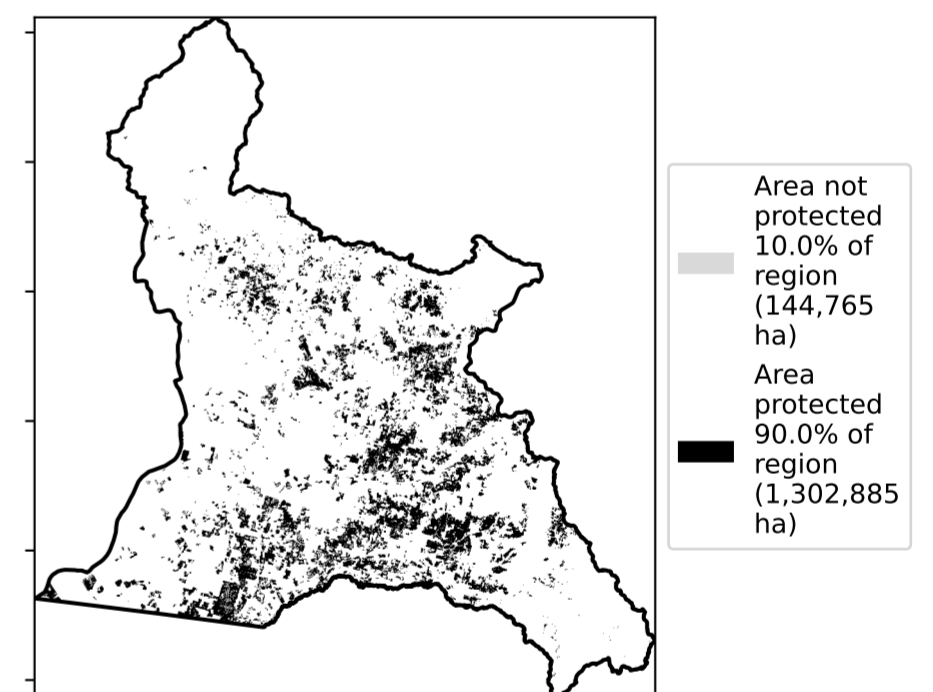 Area not
protected
10.0% of
region
(144,765
ha)
Area
protected
90.0% of
region
(1,302,885
ha)